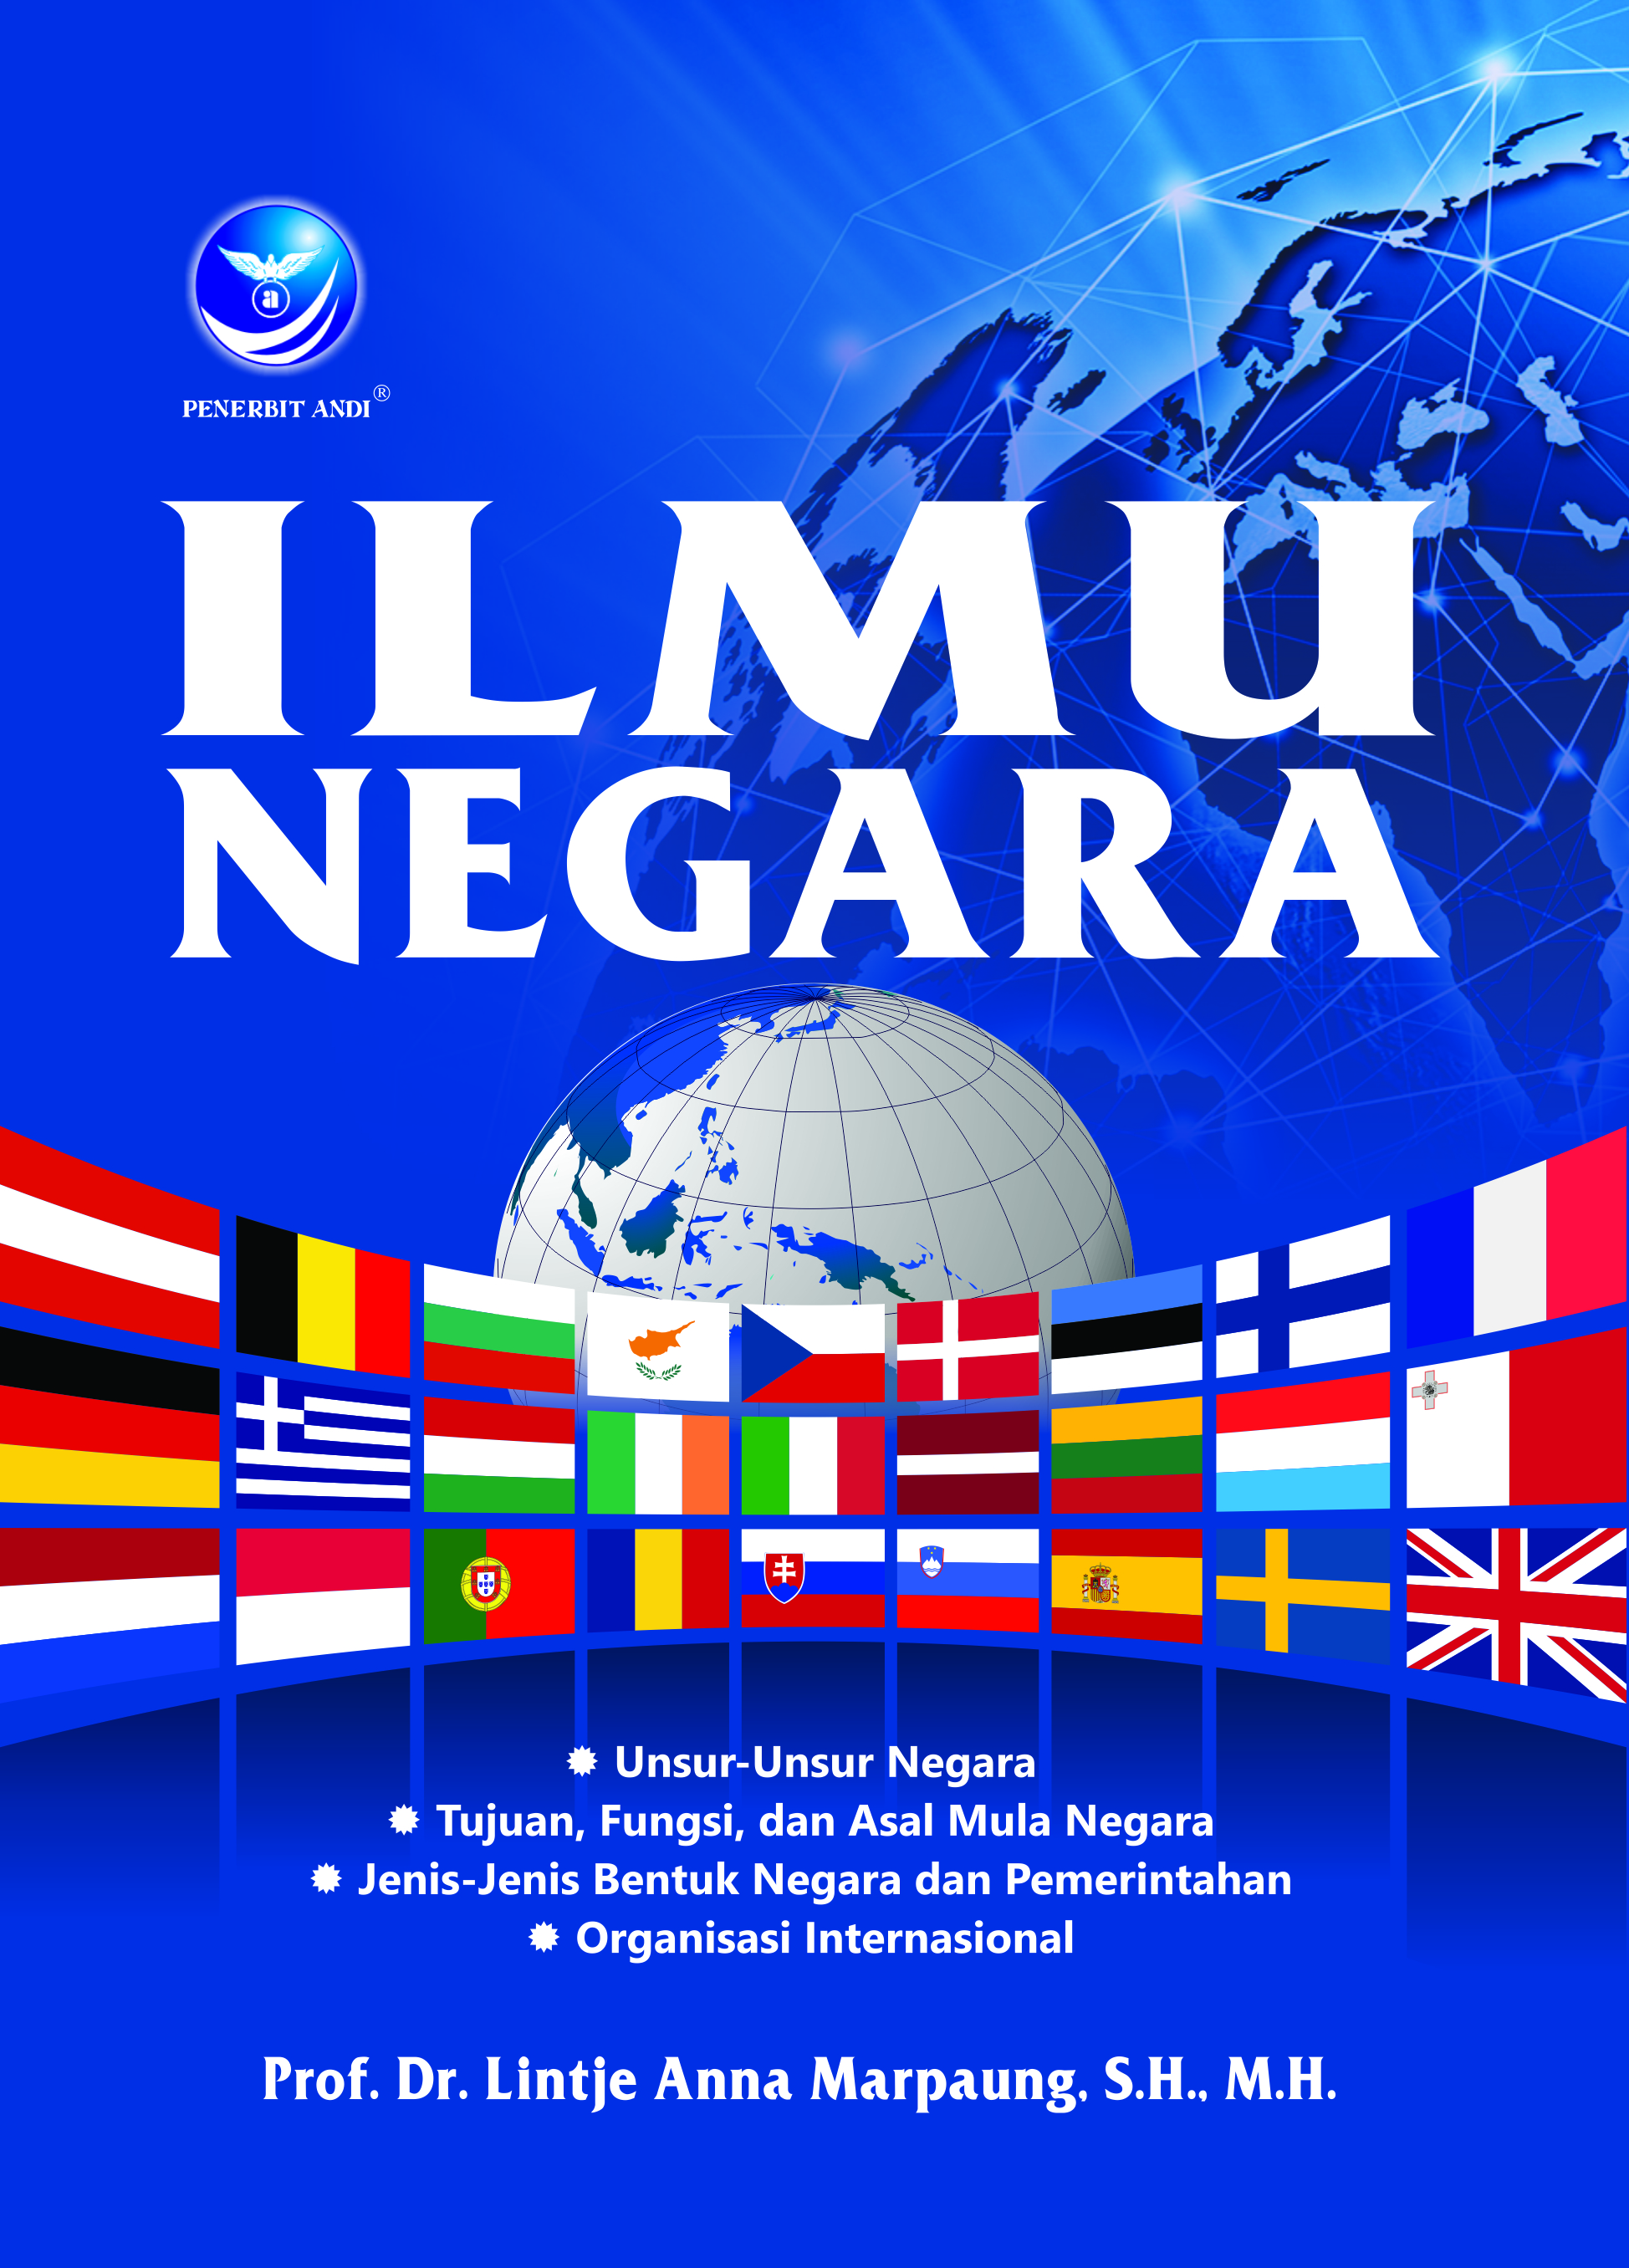 a
PENERBIT ANDI®
ILMU
NEGARA
Unsur-Unsur Negara
Tujuan, Fungsi, dan Asal Mula Negara
Jenis-Jenis Bentuk Negara dan Pemerintahan
Organisasi Internasional
Prof. Dr. Lintje Anna Marpaung, S.H., M.H.